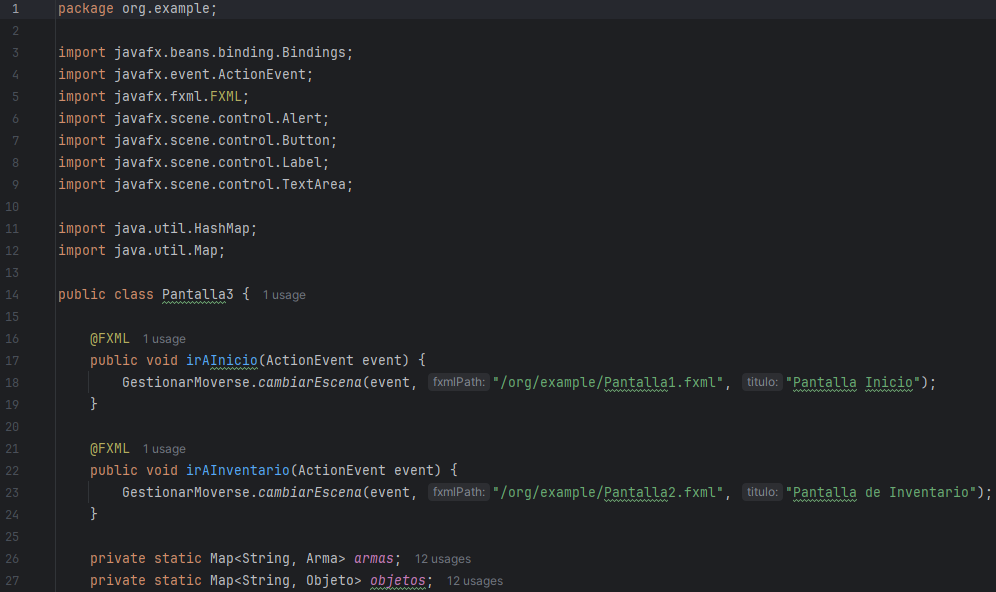 1 package org.example;
2
3 import javafx.beans.binding.Bindings;
4 import javafx.event.ActionEvent;
5 import javafx.fxml.FXML;
6 import javafx.scene.control.Alert;
7 import javafx.scene.control.Button;
8 import javafx.scene.control.Label;
9 import javafx.scene.control.TextArea;
10
11 import java.util.HashMap;
12 import java.util.Map;
13
14 public class Pantalla3 { 1 usage
15
16 @FXML 1 usage
17 public void irAInicio(ActionEvent event) {
18 GestionarMoverse.cambiarEscena(event, fxmlPath: "/org/example/Pantalla1.fxml", titulo: "Pantalla Inicio");
19 }
20
21 @FXML 1 usage
22 public void irAInventario(ActionEvent event) {
23 GestionarMoverse.cambiarEscena(event, fxmlPath: "/org/example/Pantalla2.fxml", titulo: "Pantalla de Inventario");
24 }
25
26 private static Map<String, Arma> armas; 12 usages
27 private static Map<String, Objeto> objetos; 12 usages